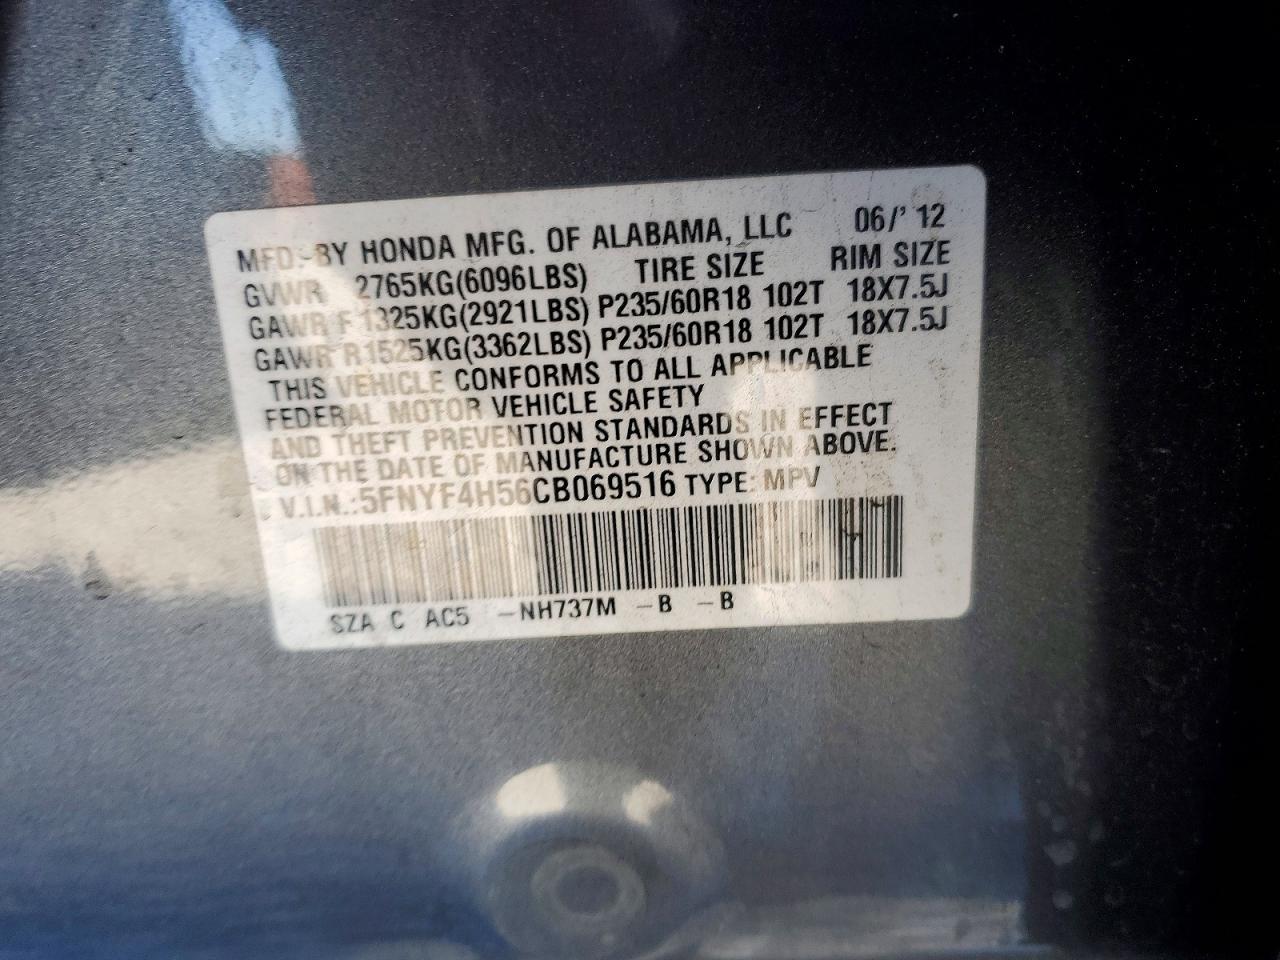 MFD. BY HONDA MFG. OF ALABAMA, LLC 06/' 12
GVWR 2765KG(6096LBS) TIRE SIZE RIM SIZE
GAWR F 1325KG(2921LBS) P235/60R18 102T 18X7.5J
GAWR R1525KG(3362LBS) P235/60R18 102T 18X7.5J
THIS VEHICLE CONFORMS TO ALL APPLICABLE
FEDERAL MOTOR VEHICLE SAFETY
AND THEFT PREVENTION STANDARDS IN EFFECT
ON THE DATE OF MANUFACTURE SHOWN ABOVE.
V.I.N.:5FNYF4H56CB069516 TYPE: MPV
SZA C AC5 -NH737M -B -B